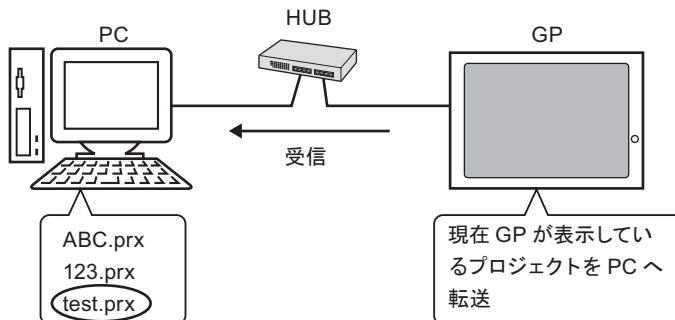 PC
HUB
GP
受信
ABC.prx
123.prx
test.prx
現在 GP が表示してい
るプロジェクトを PC へ
転送